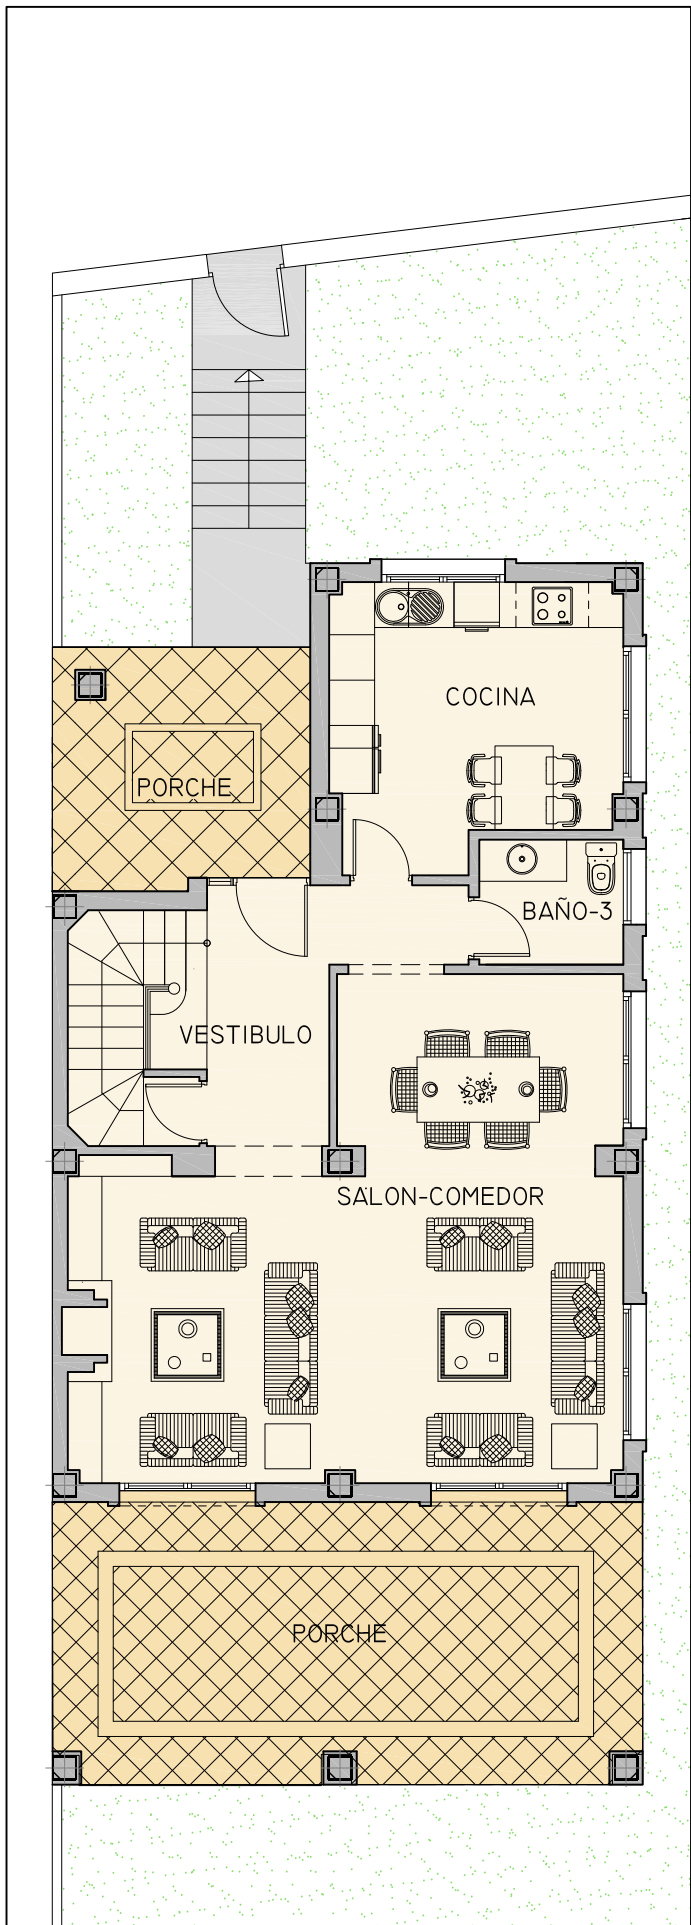 COCINA
PORCHE
BAÑO-3
VESTIBULO
SALON-COMEDOR
PORCHE